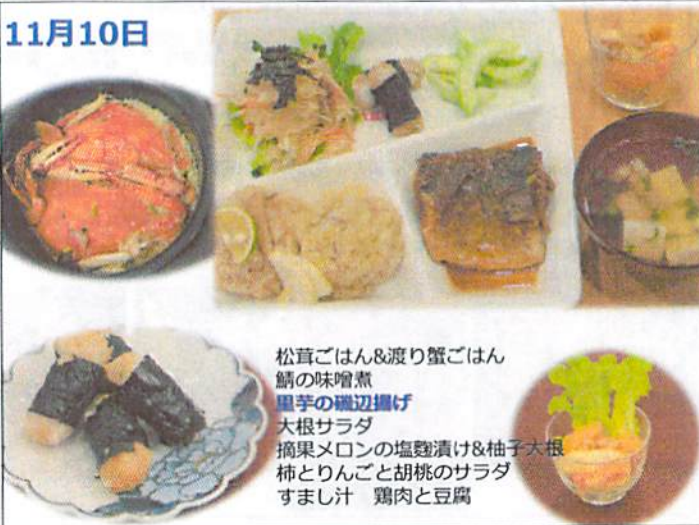 11月10日
松茸ごはん&渡り蟹ごはん
鯖の味噌煮
里芋の磯辺揚げ
大根サラダ
摘果メロンの塩麴漬け&柚子大根
柿とりんごと胡桃のサラダ
すまし汁　鶏肉と豆腐